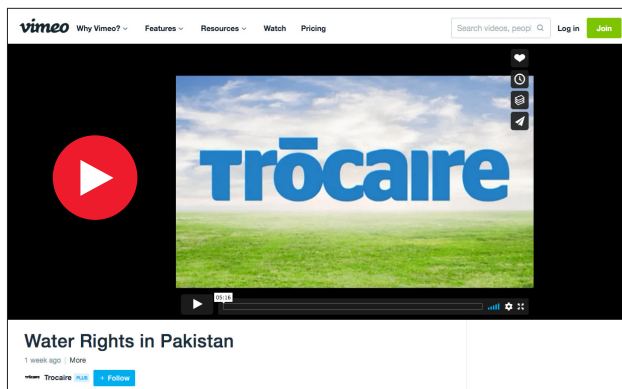 vimeo Why Vimeo? Features Resources Watch Pricing Search videos, peopl Log in Join
Trōcaire
05:16
Water Rights in Pakistan
1 week ago | More
Trōcaire Trocaire PLUS + Follow